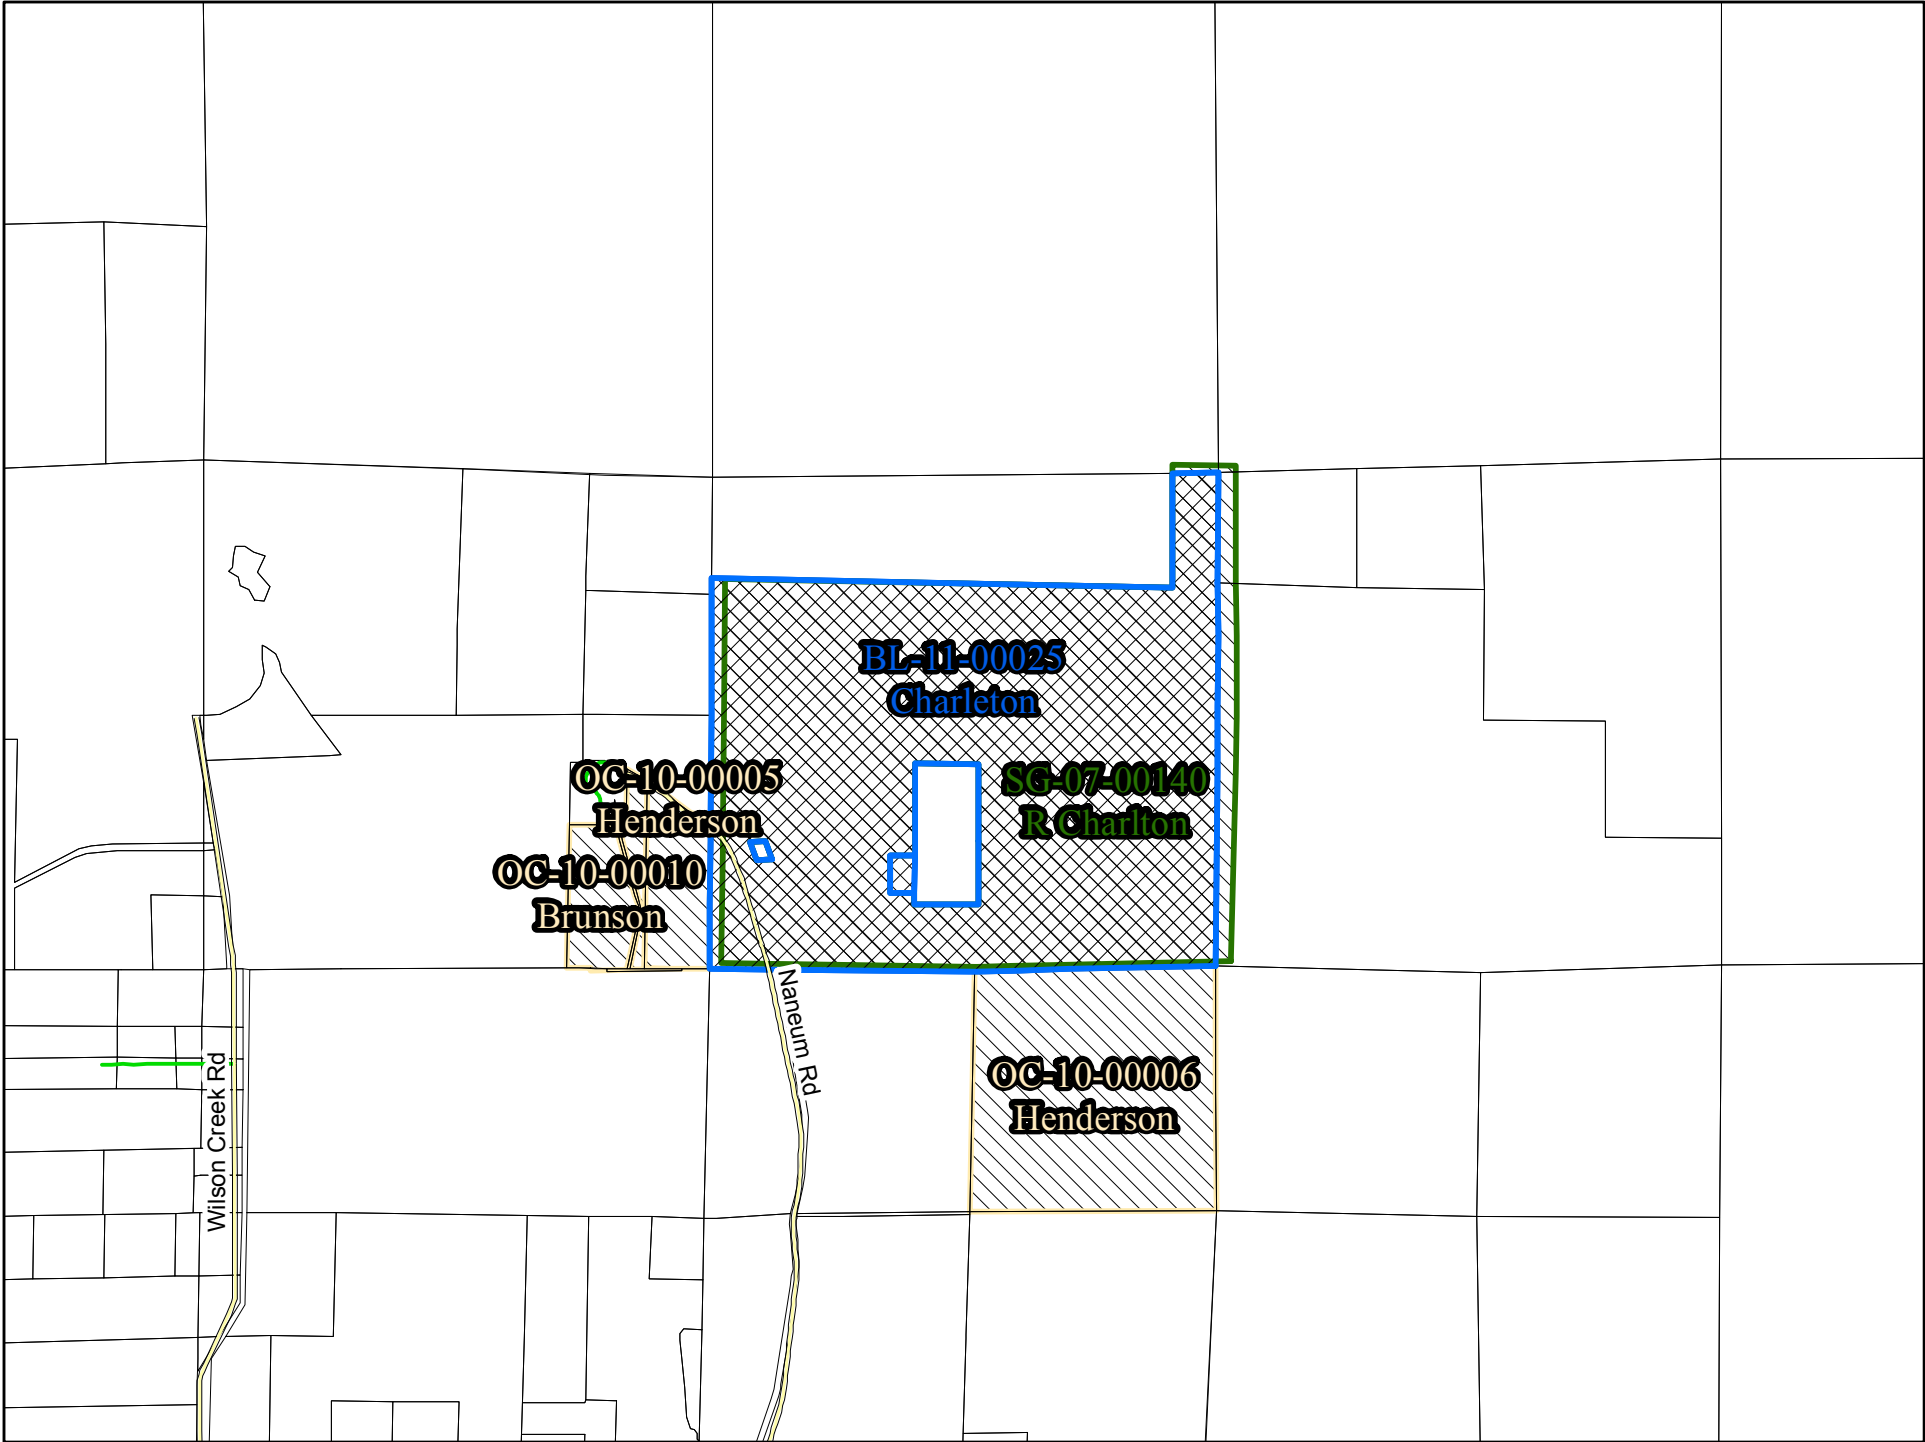 BL-11-00025
Charleton
SG-07-00140
R Charlton
OC-10-00005
Henderson
OC-10-00010
Brunson
Naneum Rd
OC-10-00006
Henderson
Wilson Creek Rd